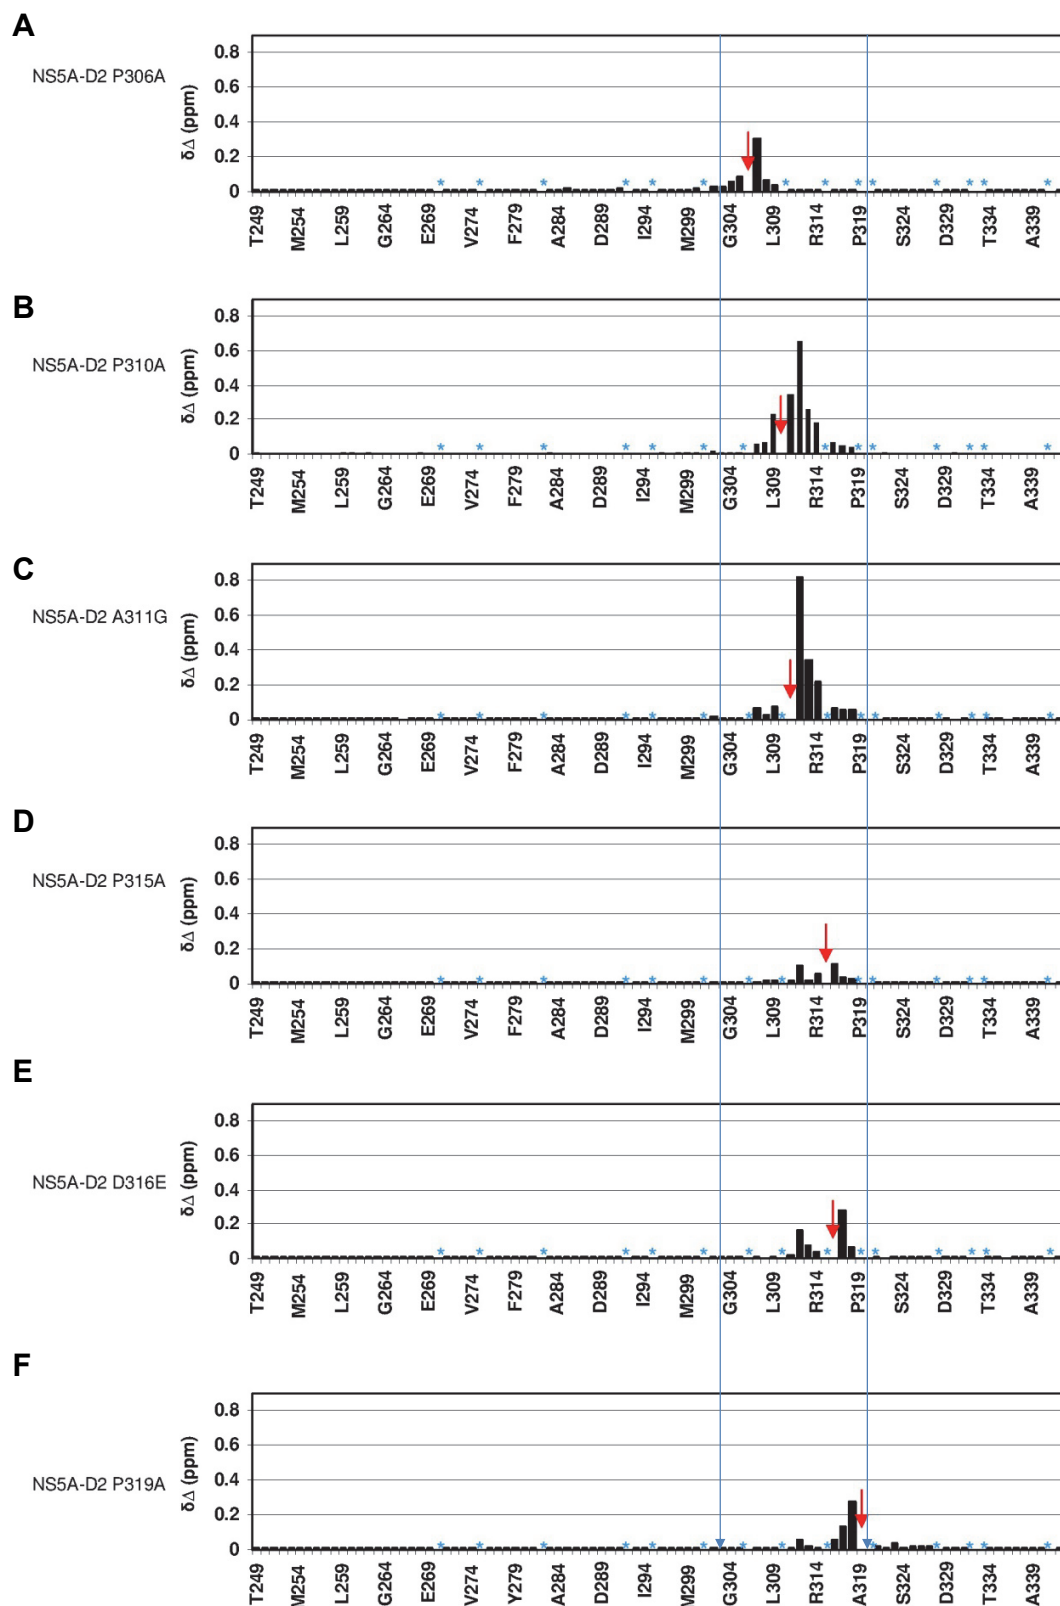 A
NS5A-D2 P306A
δΔ (ppm)
0.8
0.6
0.4
0.2
0
* * * * * * * * * * * * *
T249 M254 L259 G264 E269 V274 F279 A284 D289 I294 M299 G304 L309 R314 P319 S324 D329 T334 A339
B
NS5A-D2 P310A
δΔ (ppm)
0.8
0.6
0.4
0.2
0
* * * * * * * * * * * * * *
T249 M254 L259 G264 E269 V274 F279 A284 D289 I294 M299 G304 L309 R314 P319 S324 D329 T334 A339
C
NS5A-D2 A311G
δΔ (ppm)
0.8
0.6
0.4
0.2
0
* * * * * * * * * * * * * * *
T249 M254 L259 G264 E269 V274 F279 A284 D289 I294 M299 G304 L309 R314 P319 S324 D329 T334 A339
D
NS5A-D2 P315A
δΔ (ppm)
0.8
0.6
0.4
0.2
0
* * * * * * * * * * * * * *
T249 M254 L259 G264 E269 V274 F279 A284 D289 I294 M299 G304 L309 R314 P319 S324 D329 T334 A339
E
NS5A-D2 D316E
δΔ (ppm)
0.8
0.6
0.4
0.2
0
* * * * * * * * * * * * * * *
T249 M254 L259 G264 E269 V274 F279 A284 D289 I294 M299 G304 L309 R314 P319 S324 D329 T334 A339
F
NS5A-D2 P319A
δΔ (ppm)
0.8
0.6
0.4
0.2
0
* * * * * * * * * * * * * *
T249 M254 L259 G264 E269 V274 Y279 A284 D289 I294 M299 G304 L309 R314 A319 S324 D329 T334 A339